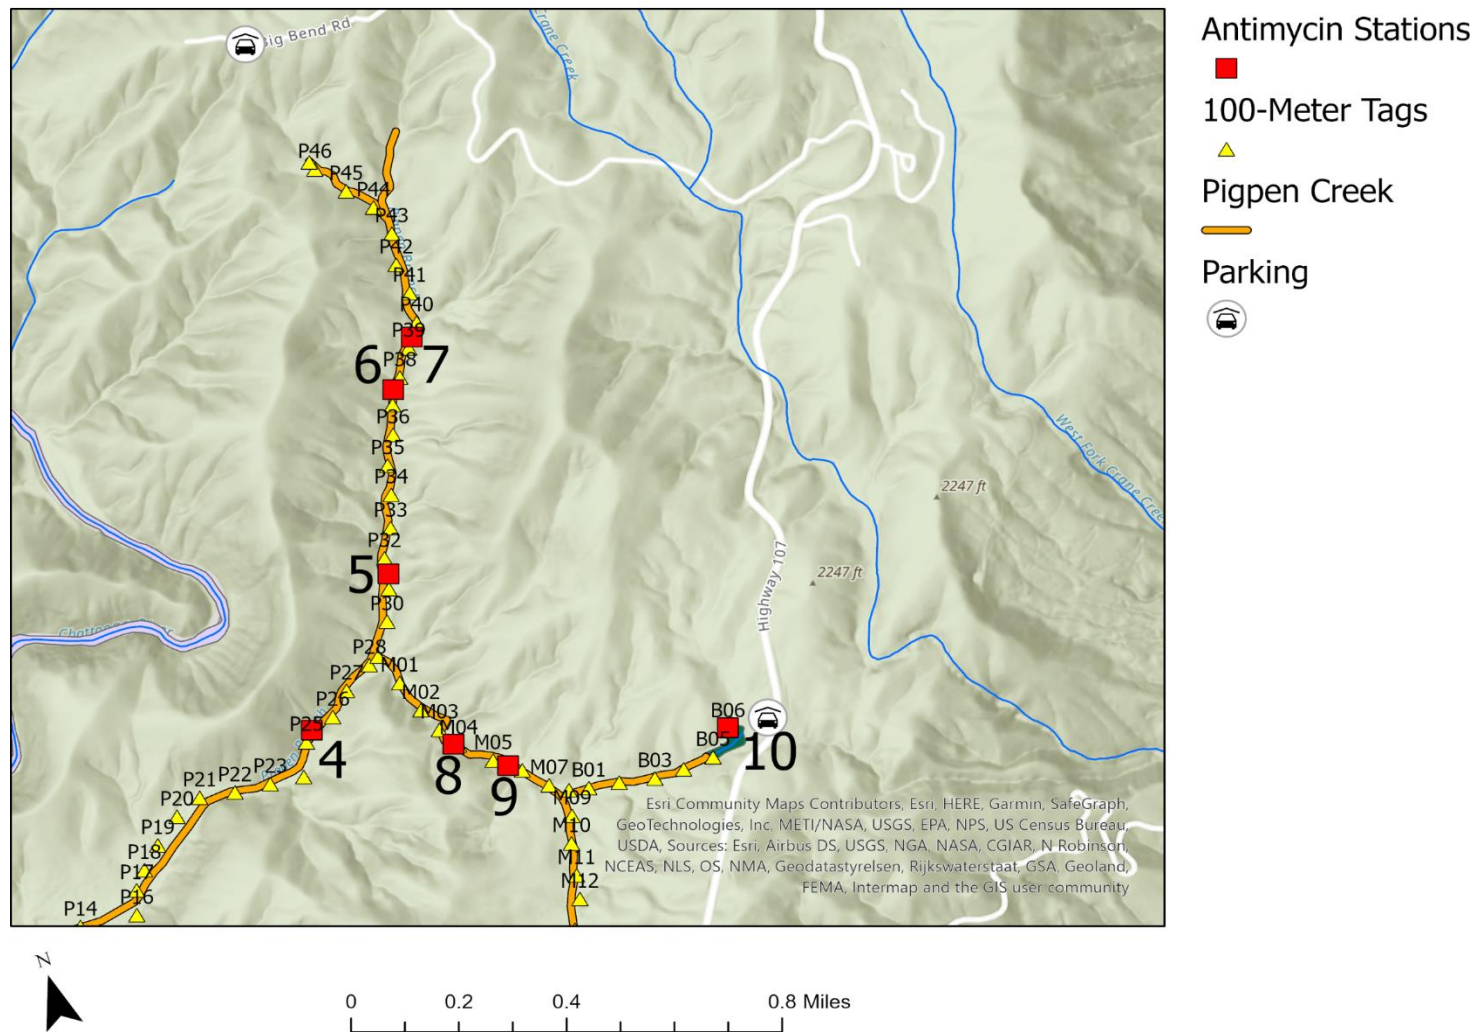 Antimycin Stations
100-Meter Tags
Pigpen Creek
Parking
Big Bend Rd
Crane Creek
P46
P45
P44
P43
P42
P41
P40
P39
6
7
P38
P36
P35
P34
P33
P32
5
P30
West Fork Crane Creek
2247 ft
2247 ft
Highway 107
P28
M01
P27
M02
P26
M03
P25
M04
4
8
M05
9
B06
B05
10
B03
B01
M07
P23
P22
P21
P20
P19
P18
P17
P16
P14
M09
M10
M11
M12
Esri Community Maps Contributors, Esri, HERE, Garmin, SafeGraph,
GeoTechnologies, Inc, METI/NASA, USGS, EPA, NPS, US Census Bureau,
USDA, Sources: Esri, Airbus DS, USGS, NGA, NASA, CGIAR, N Robinson,
NCEAS, NLS, OS, NMA, Geodatastyrelsen, Rijkswaterstaat, GSA, Geoland,
FEMA, Intermap and the GIS user community
N
0 0.2 0.4 0.8 Miles